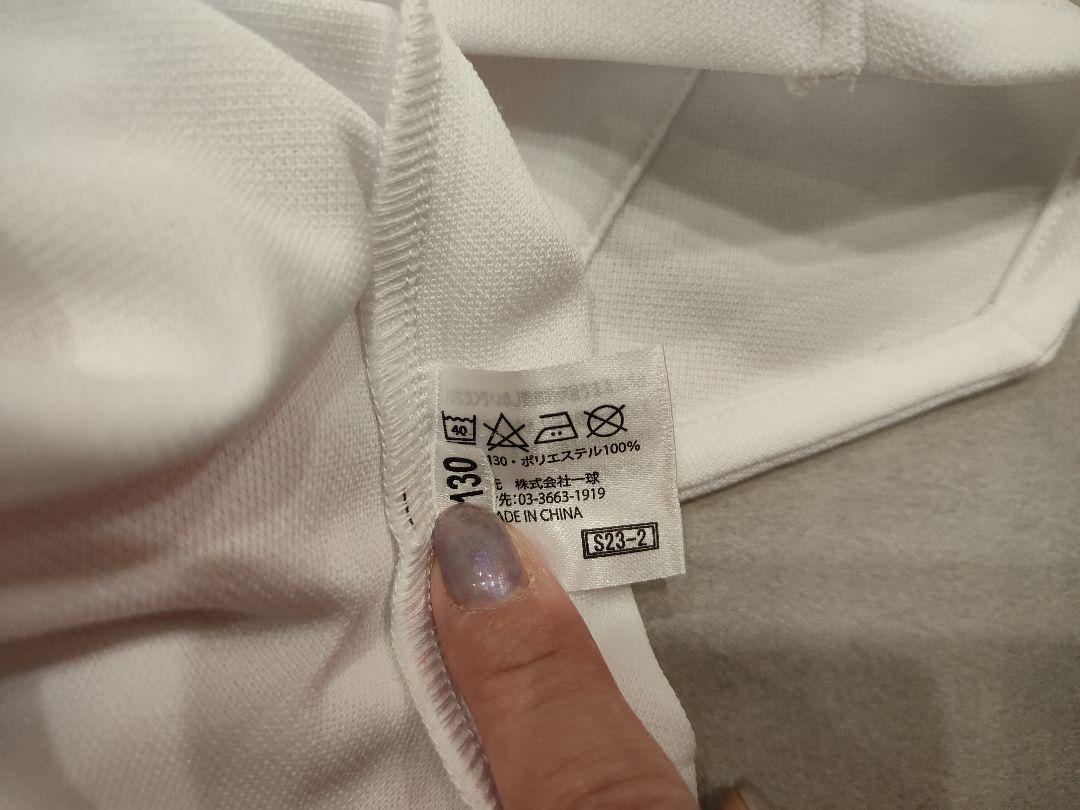 40
130・ポリエステル100%
130
元 株式会社一球
先:03-3663-1919
ADE IN CHINA
S23-2